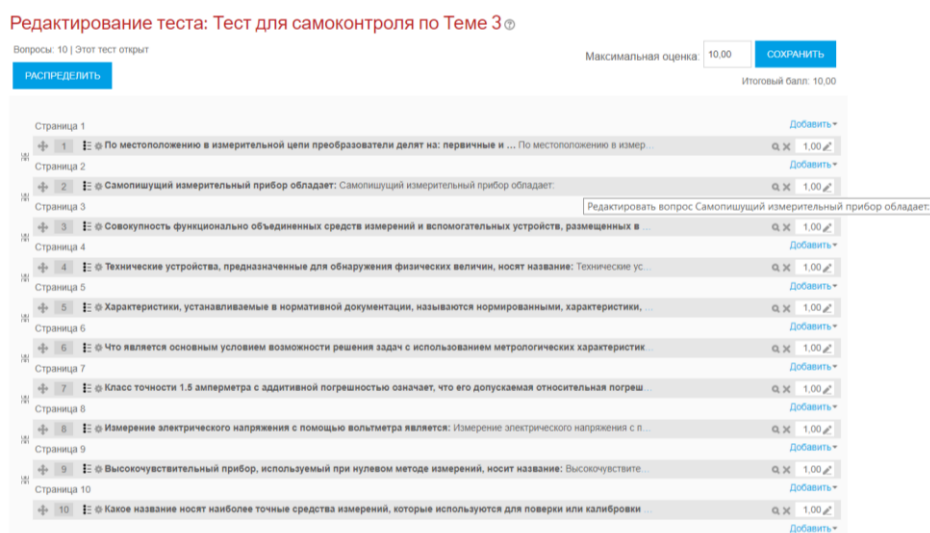 Редактирование теста: Тест для самоконтроля по Теме 3
Вопросы: 10 | Этот тест открыт
Максимальная оценка: 10,00 СОХРАНИТЬ
РАСПРЕДЕЛИТЬ
Итоговый балл: 10,00
Добавить
Страница 1
1 По местоположению в измерительной цепи преобразователи делят на: первичные и ... По местоположению в измер... 1,00
Страница 2 Добавить
2 Самопишущий измерительный прибор обладает: Самопишущий измерительный прибор обладает: 1,00
Страница 3 Редактировать вопрос Самопишущий измерительный прибор обладает:
3 Совокупность функционально объединенных средств измерений и вспомогательных устройств, размещенных в ... 1,00
Страница 4 Добавить
4 Технические устройства, предназначенные для обнаружения физических величин, носят название: Технические ус... 1,00
Страница 5 Добавить
5 Характеристики, устанавливаемые в нормативной документации, называются нормированными, характеристики, ... 1,00
Страница 6 Добавить
6 Что является основным условием возможности решения задач с использованием метрологических характеристик ... 1,00
Страница 7 Добавить
7 Класс точности 1.5 амперметра с аддитивной погрешностью означает, что его допускаемая относительная погреш... 1,00
Страница 8 Добавить
8 Измерение электрического напряжения с помощью вольтметра является: Измерение электрического напряжения с п... 1,00
Страница 9 Добавить
9 Высокочувствительный прибор, используемый при нулевом методе измерений, носит название: Высокочувствите... 1,00
Страница 10 Добавить
10 Какое название носят наиболее точные средства измерений, которые используются для поверки или калибровки ... 1,00
Добавить